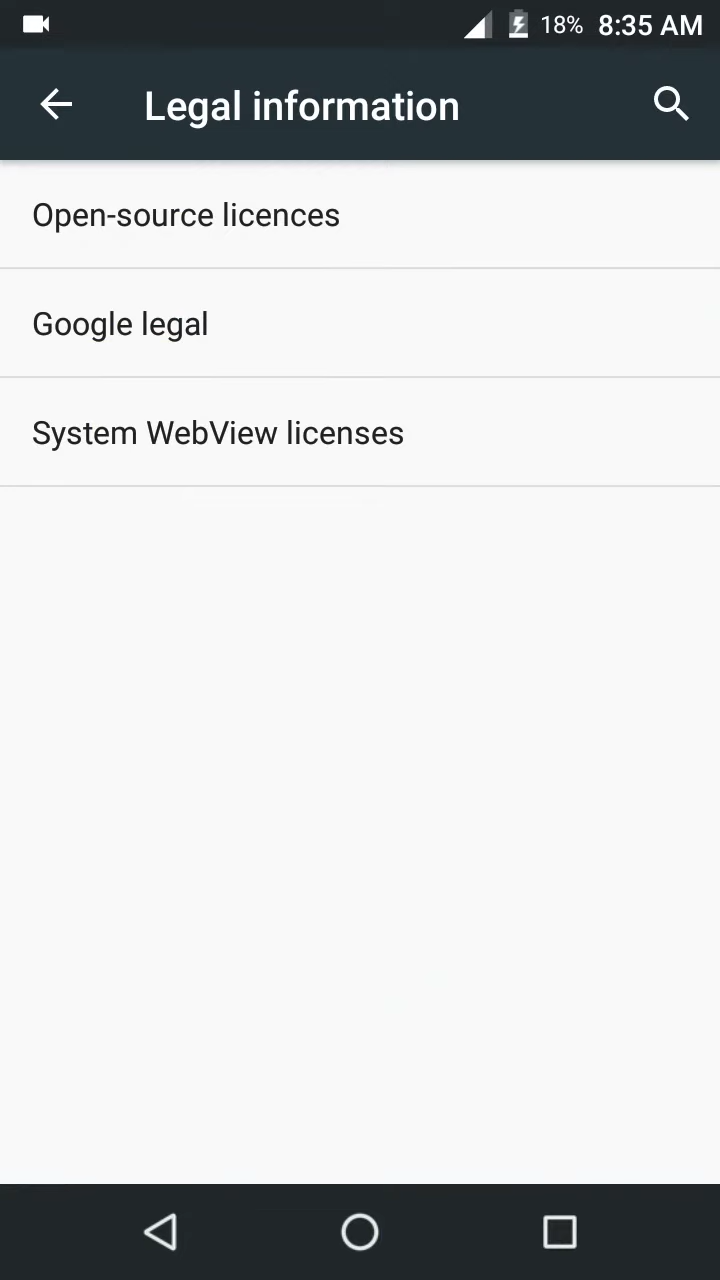 18% 8:35 AM
Legal information
Open-source licences
Google legal
System WebView licenses